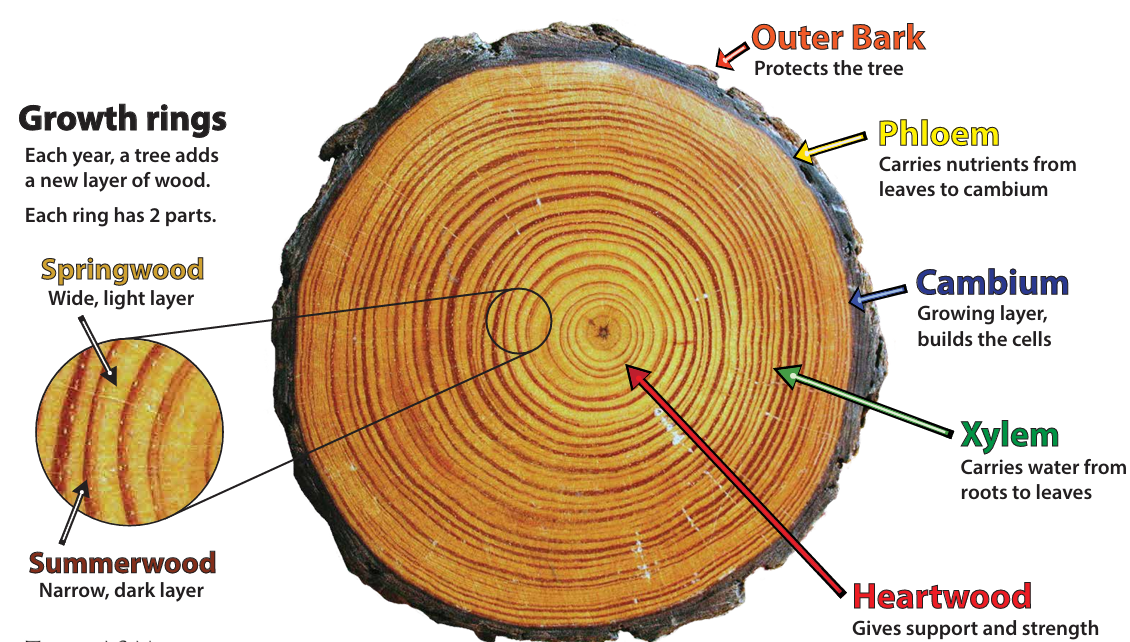 Growth rings
Each year, a tree adds
a new layer of wood.
Each ring has 2 parts.
Springwood
Wide, light layer
Summerwood
Narrow, dark layer
Outer Bark
Protects the tree
Phloem
Carries nutrients from
leaves to cambium
Cambium
Growing layer,
builds the cells
Xylem
Carries water from
roots to leaves
Heartwood
Gives support and strength